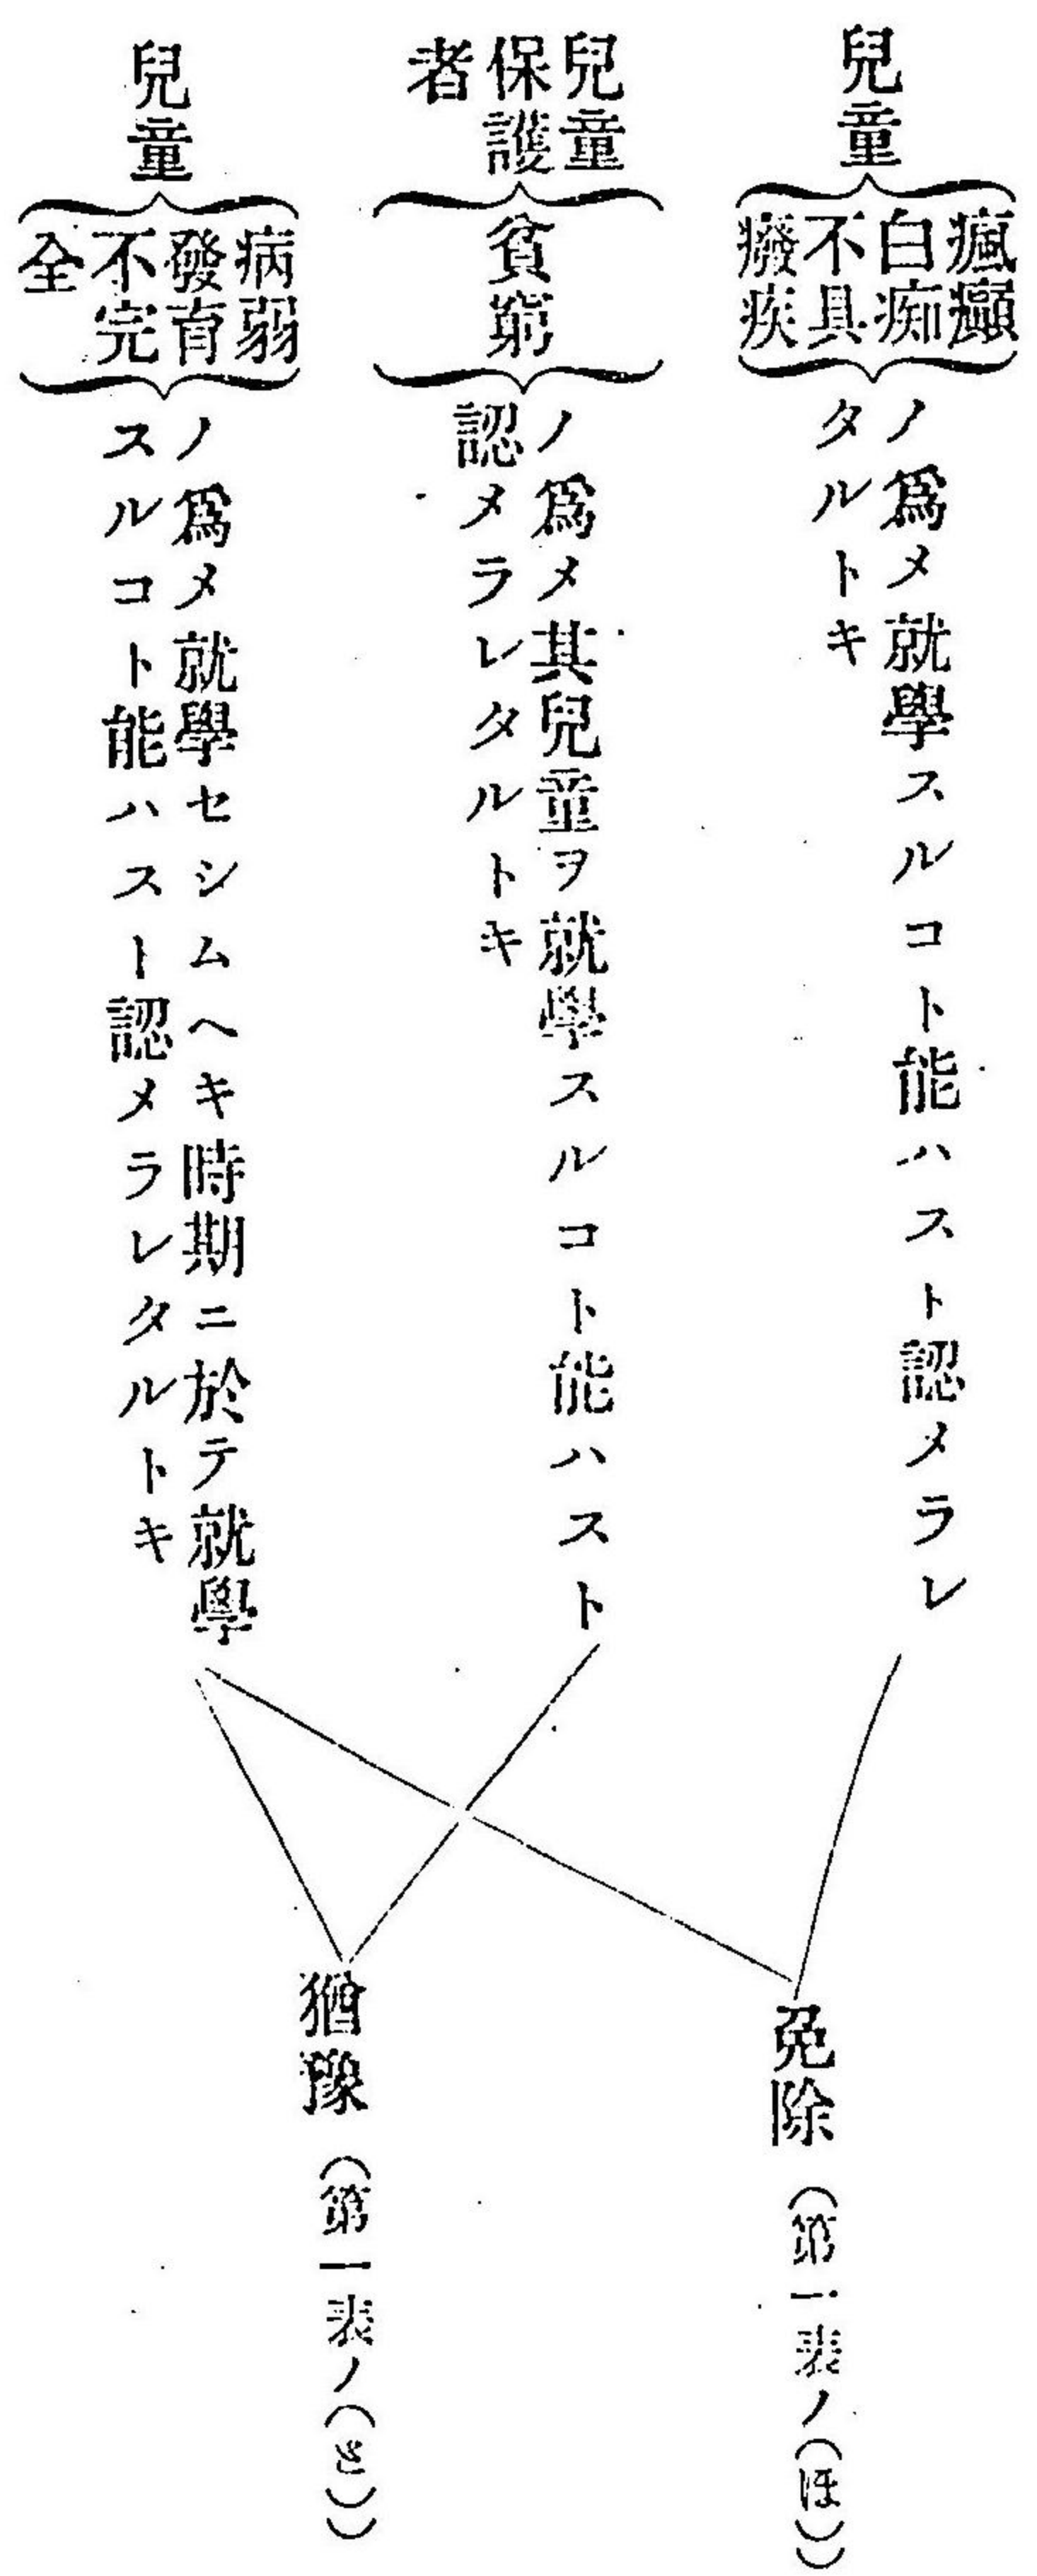 兒童
瘋癲
白痴
不具
癈疾
ノ爲メ就學スルコト能ハスト認メラレ
タルトキ
兒童
保護
者
貧窮
ノ爲メ其兒童ヲ就學スルコト能ハスト
認メラレタルトキ
兒童
病弱
發育
不完
全
ノ爲メ就學セシムヘキ時期ニ於テ就學
スルコト能ハスト認メラレタルトキ
免除(第一表ノ(ほ))
猶豫(第一表ノ(と))